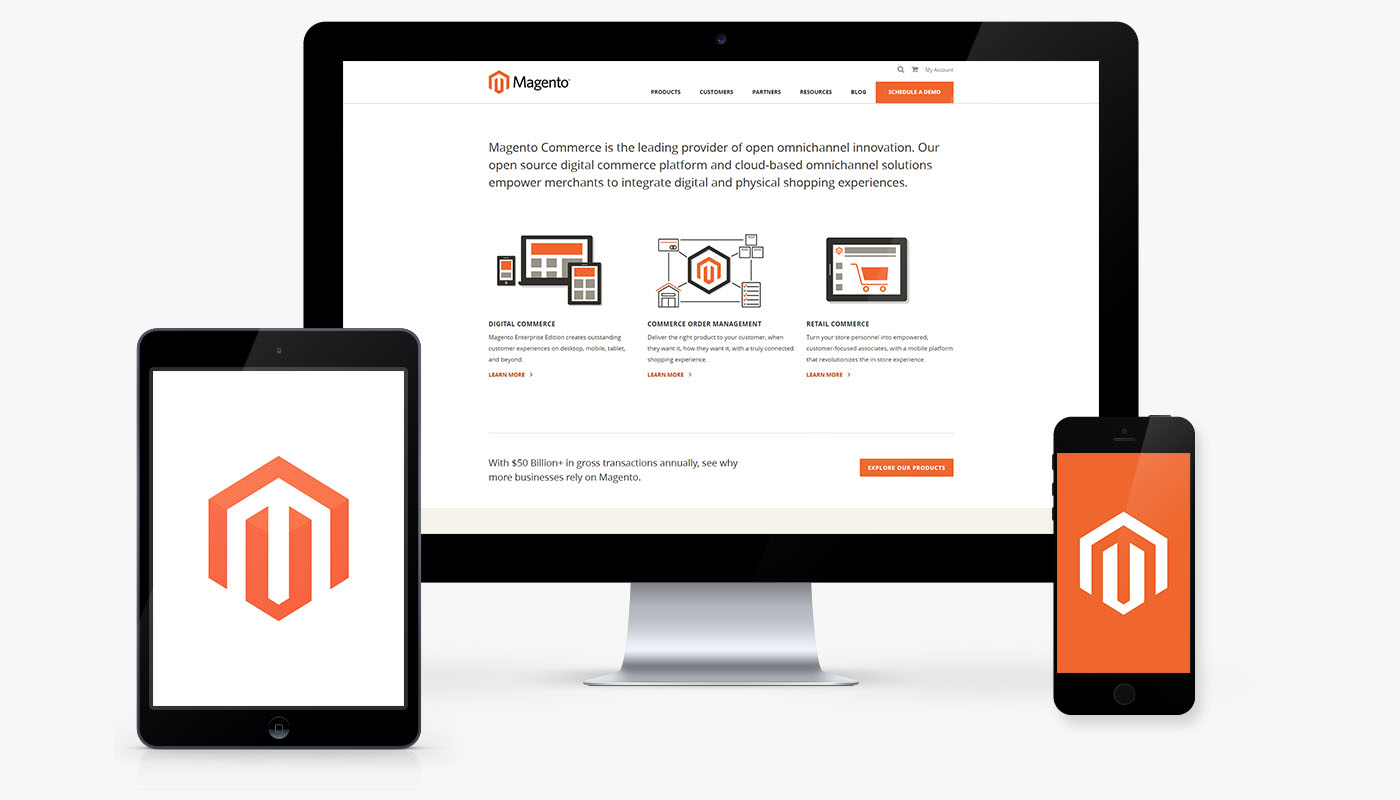 Magento
My Account
PRODUCTS CUSTOMERS PARTNERS RESOURCES BLOG SCHEDULE A DEMO
Magento Commerce is the leading provider of open omnichannel innovation. Our
open source digital commerce platform and cloud-based omnichannel solutions
empower merchants to integrate digital and physical shopping experiences.
DIGITAL COMMERCE
Magento Enterprise Edition creates outstanding
customer experiences on desktop, mobile, tablet,
and beyond.
LEARN MORE >
COMMERCE ORDER MANAGEMENT
Deliver the right product to your customer, when
they want it, how they want it, with a truly connected
shopping experience.
LEARN MORE >
RETAIL COMMERCE
Turn your store personnel into empowered,
customer-focused associates, with a mobile platform
that revolutionizes the in-store experience.
LEARN MORE >
With $50 Billion+ in gross transactions annually, see why
more businesses rely on Magento.
EXPLORE OUR PRODUCTS